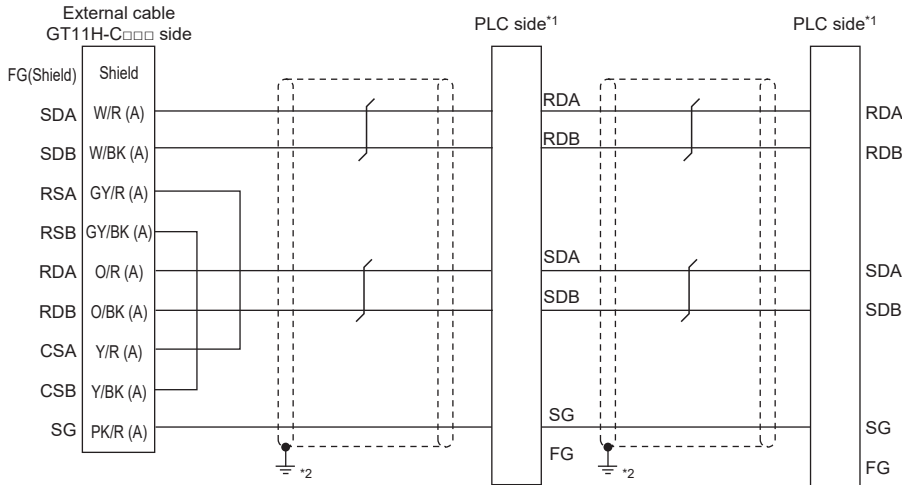 External cable
GT11H-C□□□ side
PLC side*1
PLC side*1
FG(Shield) Shield
SDA W/R (A) RDA RDA
SDB W/BK (A) RDB RDB
RSA GY/R (A)
RSB GY/BK (A)
RDA O/R (A) SDA SDA
RDB O/BK (A) SDB SDB
CSA Y/R (A)
CSB Y/BK (A)
SG PK/R (A) SG SG
FG FG
*2 *2